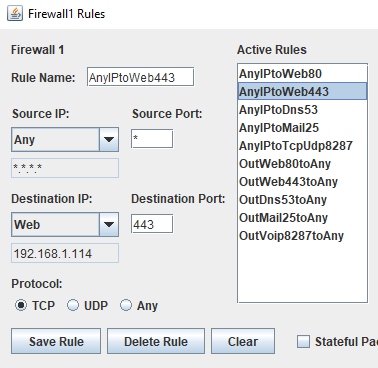 Firewall1 Rules
Firewall 1
Rule Name: AnyIPtoWeb443
Source IP: Source Port:
Any *
*.*.*.*
Destination IP: Destination Port:
Web 443
192.168.1.114
Protocol:
TCP UDP Any
Save Rule Delete Rule Clear
Active Rules
AnyIPtoWeb80
AnyIPtoWeb443
AnyIPtoDns53
AnyIPtoMail25
AnyIPtoTcpUdp8287
OutWeb80toAny
OutWeb443toAny
OutDns53toAny
OutMail25toAny
OutVoip8287toAny
Stateful Pac